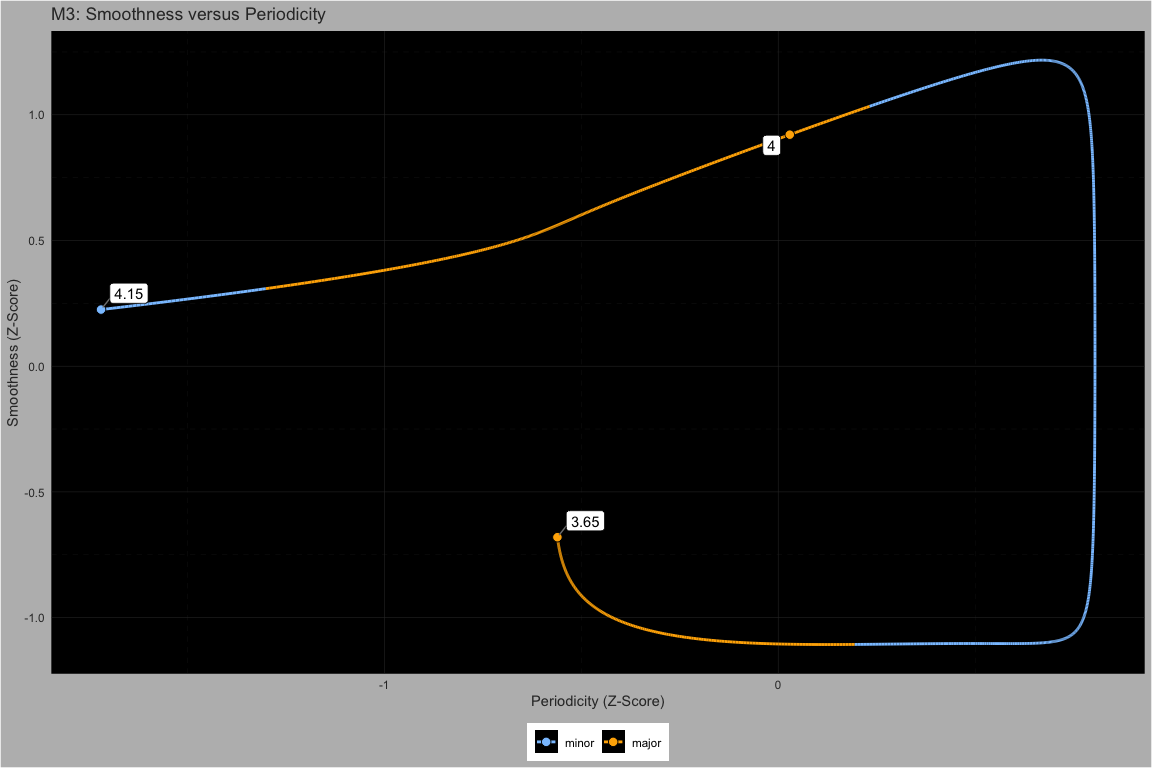 M3: Smoothness versus Periodicity
Smoothness (Z-Score)
1.0
0.5
0.0
-0.5
-1.0
4
4.15
3.65
-1
0
Periodicity (Z-Score)
minor
major